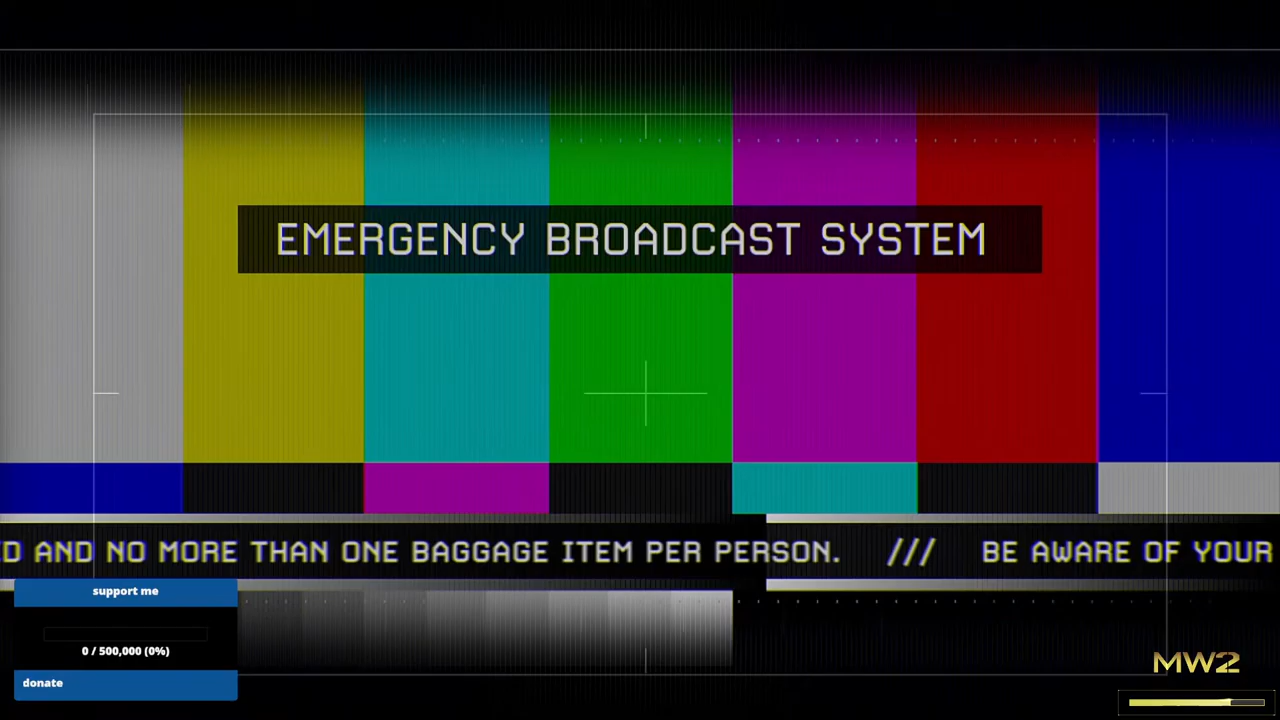 EMERGENCY BROADCAST SYSTEM
D AND NO MORE THAN ONE BAGGAGE ITEM PER PERSON. /// BE AWARE OF YOUR
support me
0 / 500,000 (0%)
donate
MW2